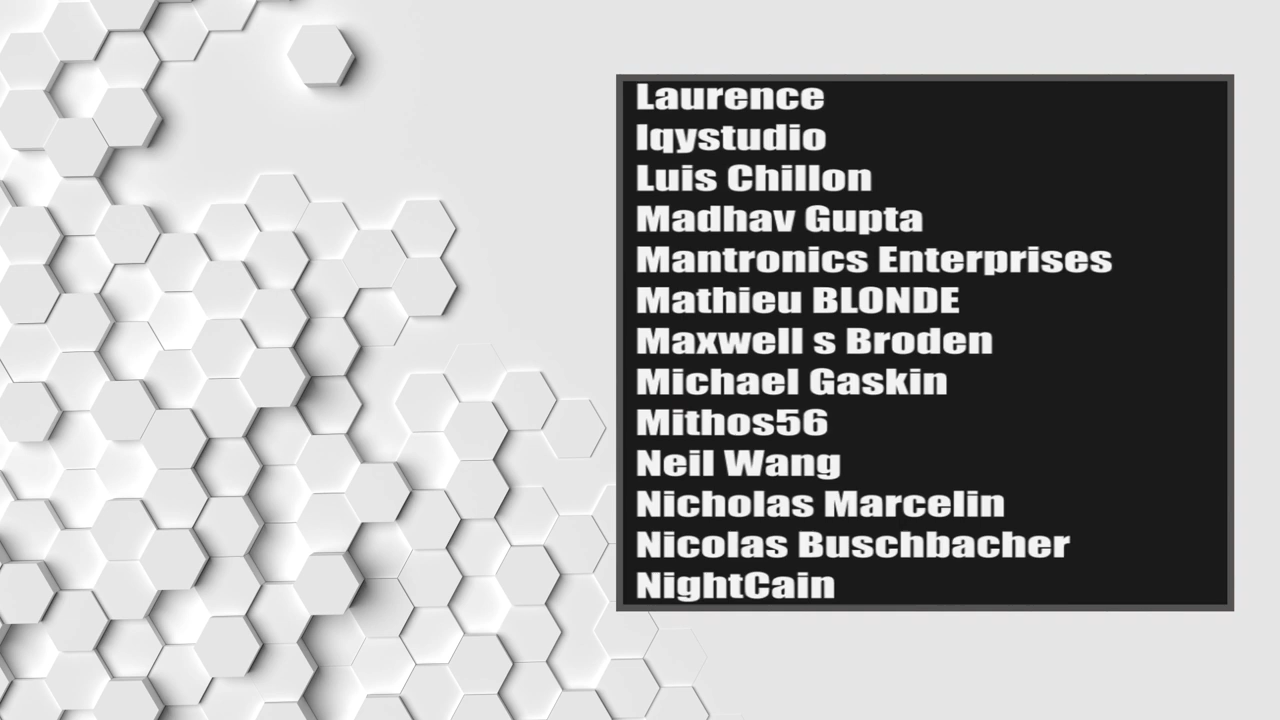 Laurence
lqystudio
Luis Chillon
Madhav Gupta
Mantronics Enterprises
Mathieu BLONDE
Maxwell s Broden
Michael Gaskin
Mithos56
Neil Wang
Nicholas Marcelin
Nicolas Buschbacher
NightCain